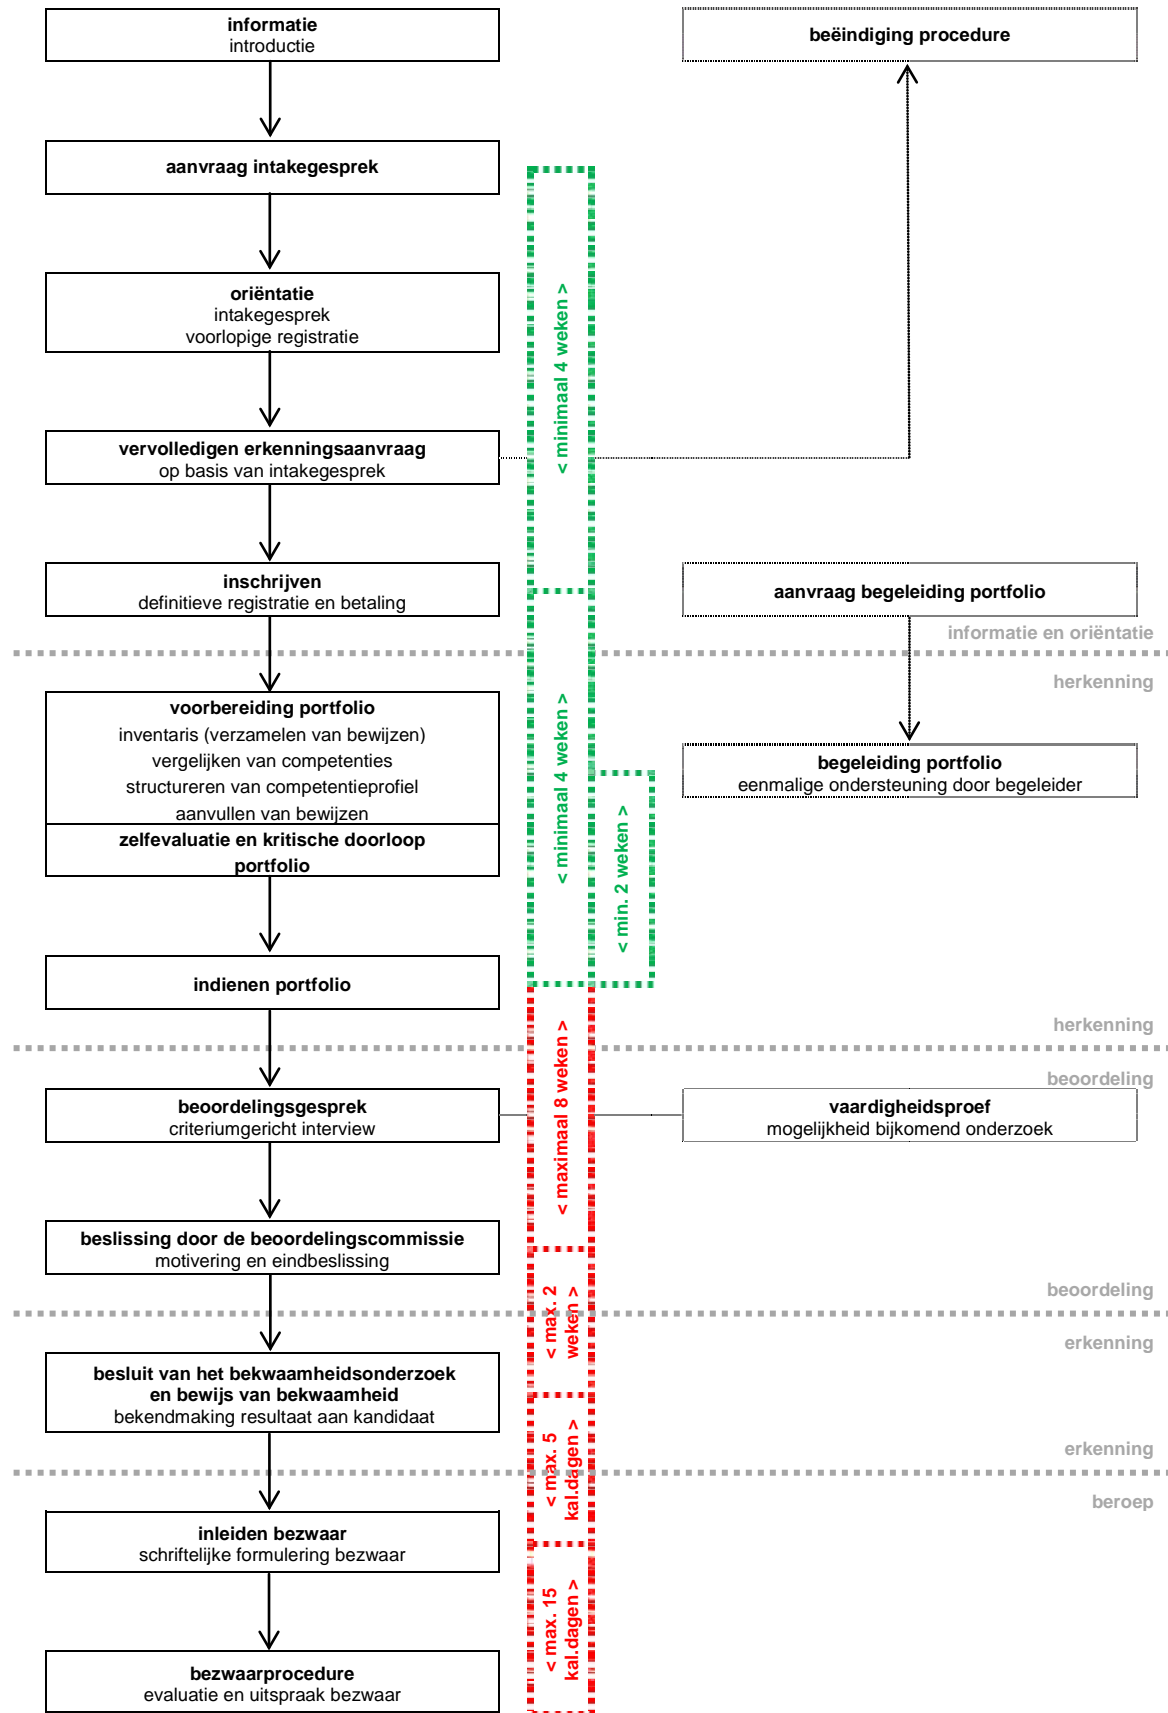 informatie
introductie
beëindiging procedure
aanvraag intakegesprek
oriëntatie
intakegesprek
voorlopige registratie
< minimaal 4 weken >
vervolledigen erkenningsaanvraag
op basis van intakegesprek
inschrijven
definitieve registratie en betaling
aanvraag begeleiding portfolio
informatie en oriëntatie
herkenning
voorbereiding portfolio
inventaris (verzamelen van bewijzen)
vergelijken van competenties
structureren van competentieprofiel
aanvullen van bewijzen
zelfevaluatie en kritische doorloop
portfolio
< minimaal 4 weken >
< min. 2 weken >
begeleiding portfolio
eenmalige ondersteuning door begeleider
indienen portfolio
herkenning
beoordeling
< maximaal 8 weken >
beoordelingsgesprek
criteriumgericht interview
vaardigheidsproef
mogelijkheid bijkomend onderzoek
beslissing door de beoordelingscommissie
motivering en eindbeslissing
beoordeling
erkenning
< max. 2
weken >
besluit van het bekwaamheidsonderzoek
en bewijs van bekwaamheid
bekendmaking resultaat aan kandidaat
erkenning
beroep
< max. 5
kal.dagen >
inleiden bezwaar
schriftelijke formulering bezwaar
< max. 15
kal.dagen >
bezwaarprocedure
evaluatie en uitspraak bezwaar